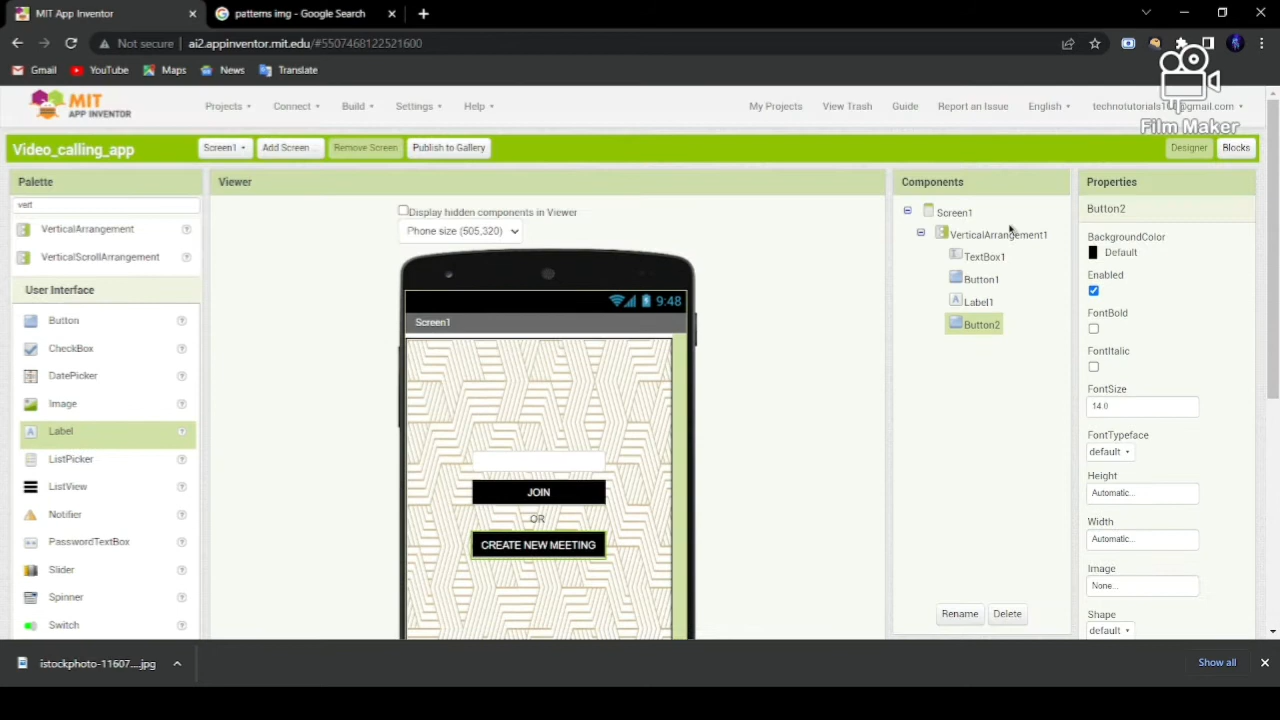 MIT App Inventor
patterns img - Google Search
Not secure
ai2.appinventor.mit.edu/#5507468122521600
Gmail
YouTube
Maps
News
Translate
MIT
APP INVENTOR
Projects
Connect
Build
Settings
Help
My Projects
View Trash
Guide
Report an Issue
English
Film Maker
Video_calling_app
Screen1
Add Screen ...
Remove Screen
Publish to Gallery
Designer
Blocks
Palette
Viewer
Components
Properties
vert
VerticalArrangement
VerticalScrollArrangement
User Interface
Button
CheckBox
DatePicker
Image
Label
ListPicker
ListView
Notifier
PasswordTextBox
Slider
Spinner
Switch
Display hidden components in Viewer
Phone size (505,320)
9:48
Screen1
JOIN
OR
CREATE NEW MEETING
Screen1
VerticalArrangement1
TextBox1
Button1
Label1
Button2
Rename
Delete
Button2
BackgroundColor
Default
Enabled
FontBold
FontItalic
FontSize
14.0
FontTypeface
default
Height
Automatic...
Width
Automatic...
Image
None...
Shape
default
istockphoto-11607....jpg
Show all